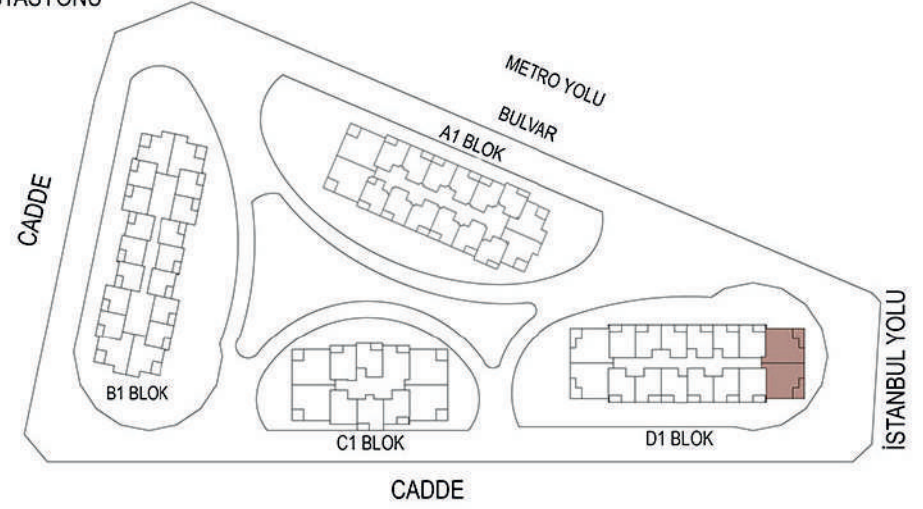 METRO YOLU
BULVAR
A1 BLOK
CADDE
İSTANBUL YOLU
B1 BLOK
C1 BLOK
D1 BLOK
CADDE